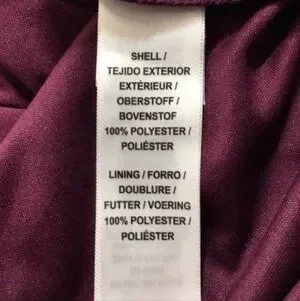 SHELL /
TEJIDO EXTERIOR
EXTÉRIEUR /
OBERSTOFF /
BOVENSTOF
100% POLYESTER /
POLIÉSTER
LINING / FORRO /
DOUBLURE /
FUTTER / VOERING
100% POLYESTER /
POLIÉSTER